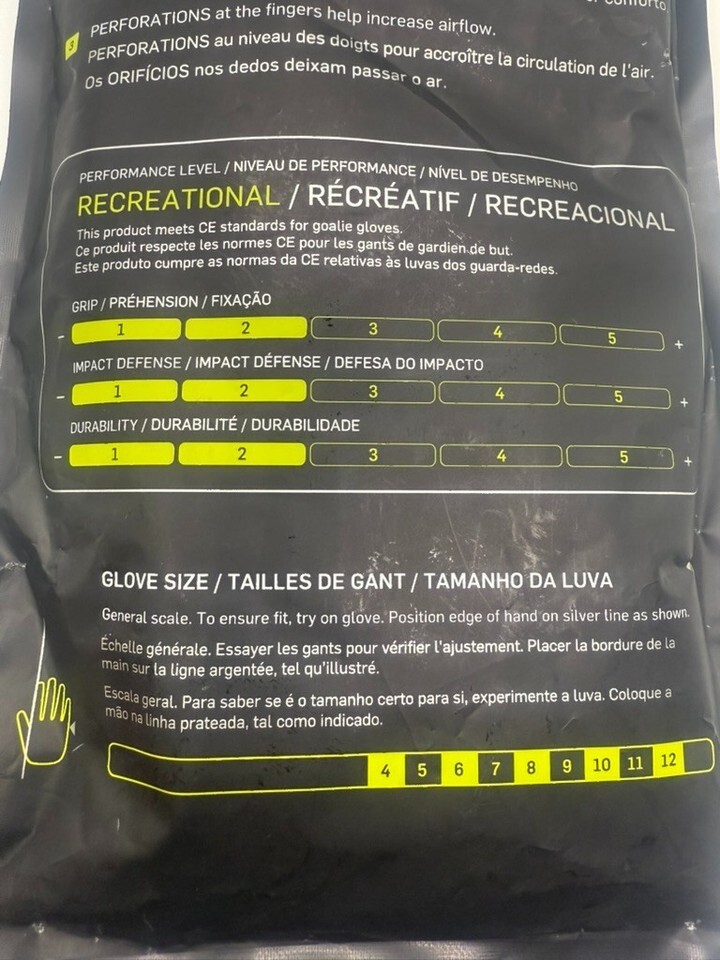 conforto
PERFORATIONS at the fingers help increase airflow.
3
PERFORATIONS au niveau des doigts pour accroître la circulation de l'air.
Os ORIFÍCIOS nos dedos deixam passar o ar.
PERFORMANCE LEVEL / NIVEAU DE PERFORMANCE / NÍVEL DE DESEMPENHO
RECREATIONAL / RÉCRÉATIF / RECREACIONAL
This product meets CE standards for goalie gloves.
Ce produit respecte les normes CE pour les gants de gardien de but.
Este produto cumpre as normas da CE relativas às luvas dos guarda-redes.
GRIP / PRÉHENSION / FIXAÇÃO
- 1 2 3 4 5 +
IMPACT DEFENSE / IMPACT DÉFENSE / DEFESA DO IMPACTO
- 1 2 3 4 5 +
DURABILITY / DURABILITÉ / DURABILIDADE
- 1 2 3 4 5 +
GLOVE SIZE / TAILLES DE GANT / TAMANHO DA LUVA
General scale. To ensure fit, try on glove. Position edge of hand on silver line as shown.
Échelle générale. Essayer les gants pour vérifier l'ajustement. Placer la bordure de la
main sur la ligne argentée, tel qu'illustré.
Escala geral. Para saber se é o tamanho certo para si, experimente a luva. Coloque a
mão na linha prateada, tal como indicado.
4 5 6 7 8 9 10 11 12